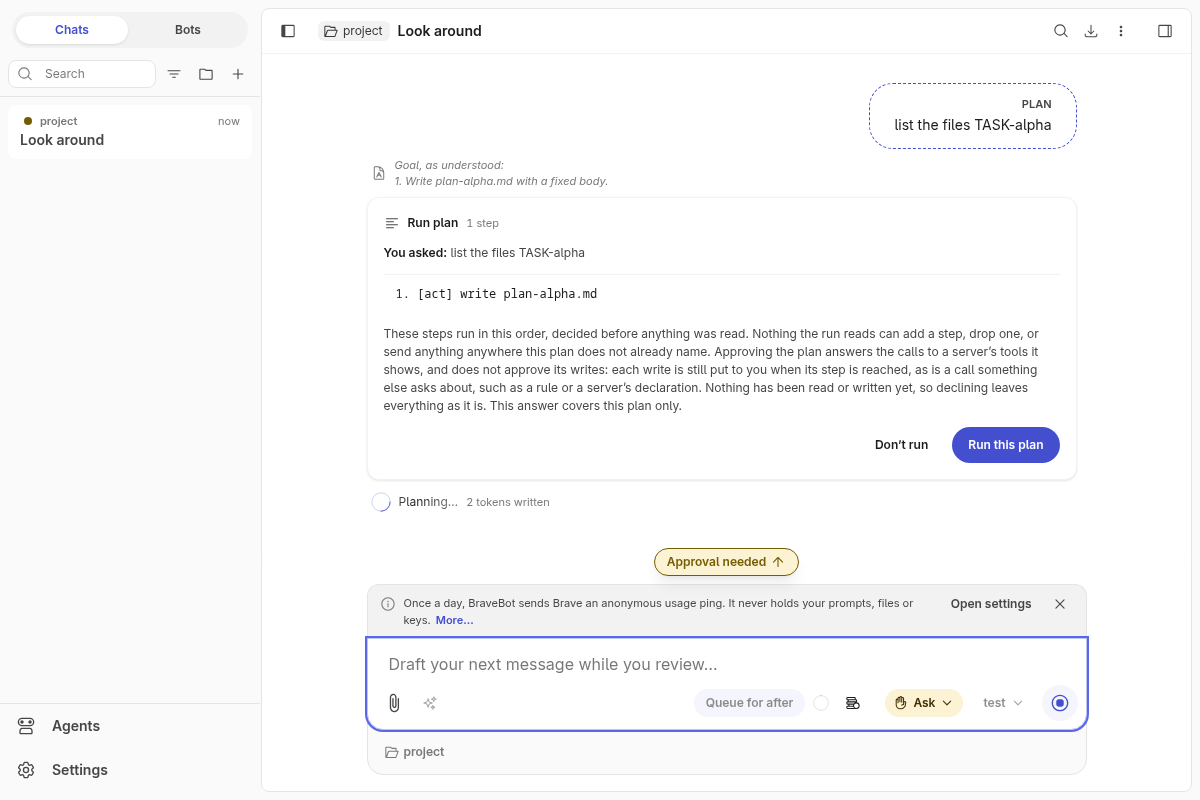 Chats
Bots
project
Look around
Search
project
now
Look around
PLAN
list the files TASK-alpha
Goal, as understood:
1. Write plan-alpha.md with a fixed body.
Run plan 1 step
You asked: list the files TASK-alpha
1. [act] write plan-alpha.md
These steps run in this order, decided before anything was read. Nothing the run reads can add a step, drop one, or
send anything anywhere this plan does not already name. Approving the plan answers the calls to a server's tools it
shows, and does not approve its writes: each write is still put to you when its step is reached, as is a call something
else asks about, such as a rule or a server's declaration. Nothing has been read or written yet, so declining leaves
everything as it is. This answer covers this plan only.
Don't run
Run this plan
Planning... 2 tokens written
Approval needed
Once a day, BraveBot sends Brave an anonymous usage ping. It never holds your prompts, files or
keys. More...
Open settings
Draft your next message while you review...
Queue for after
Ask
test
project
Agents
Settings